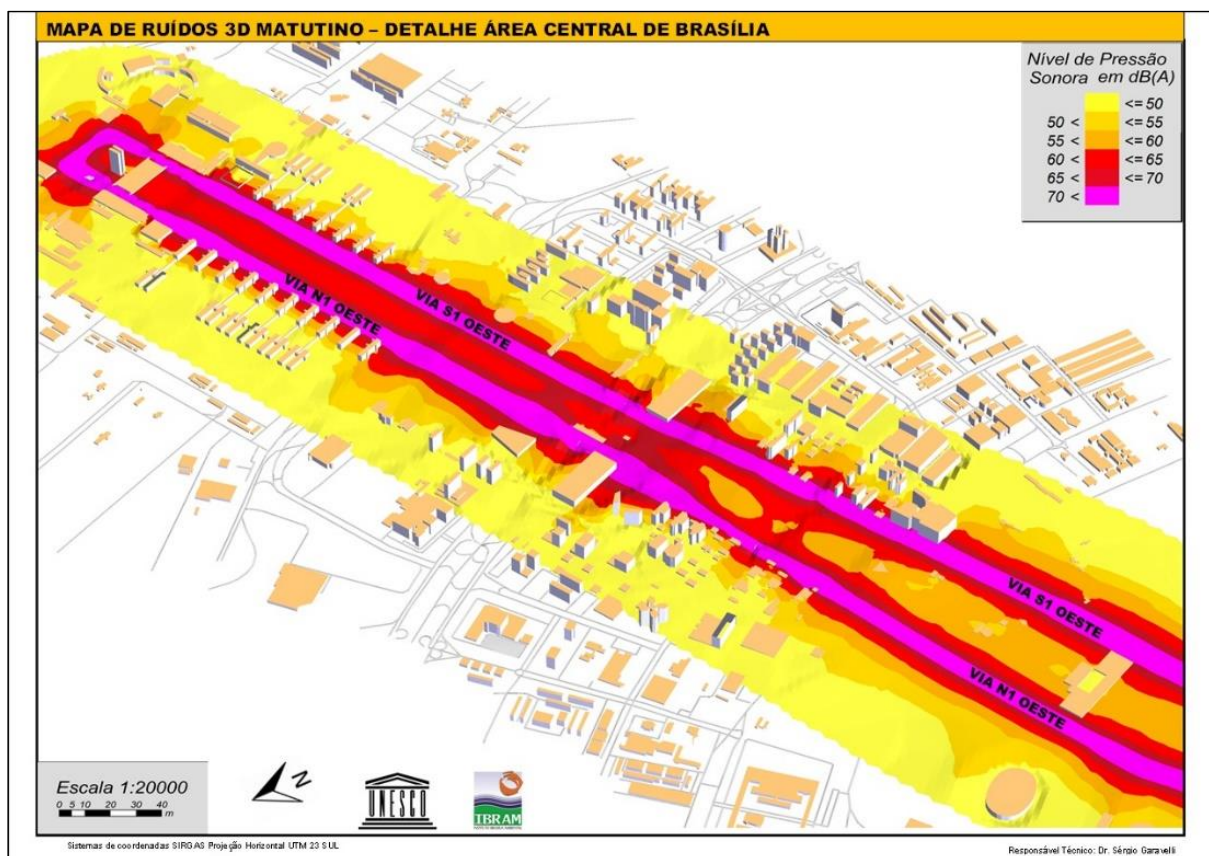 MAPA DE RUÍDOS 3D MATUTINO – DETALHE ÁREA CENTRAL DE BRASÍLIA
Nível de Pressão
Sonora em dB(A)
<= 50
50 < <= 55
55 < <= 60
60 < <= 65
65 < <= 70
70 <
VIA S1 OESTE
VIA N1 OESTE
VIA S1 OESTE
VIA N1 OESTE
Escala 1:20000
0 5 10 20 30 40
m
N
UNESCO
IBRAM
Sistemas de coordenadas SIRGAS Projeção Horizontal UTM 23 SUL
Responsável Técnico: Dr. Sérgio Garavelli